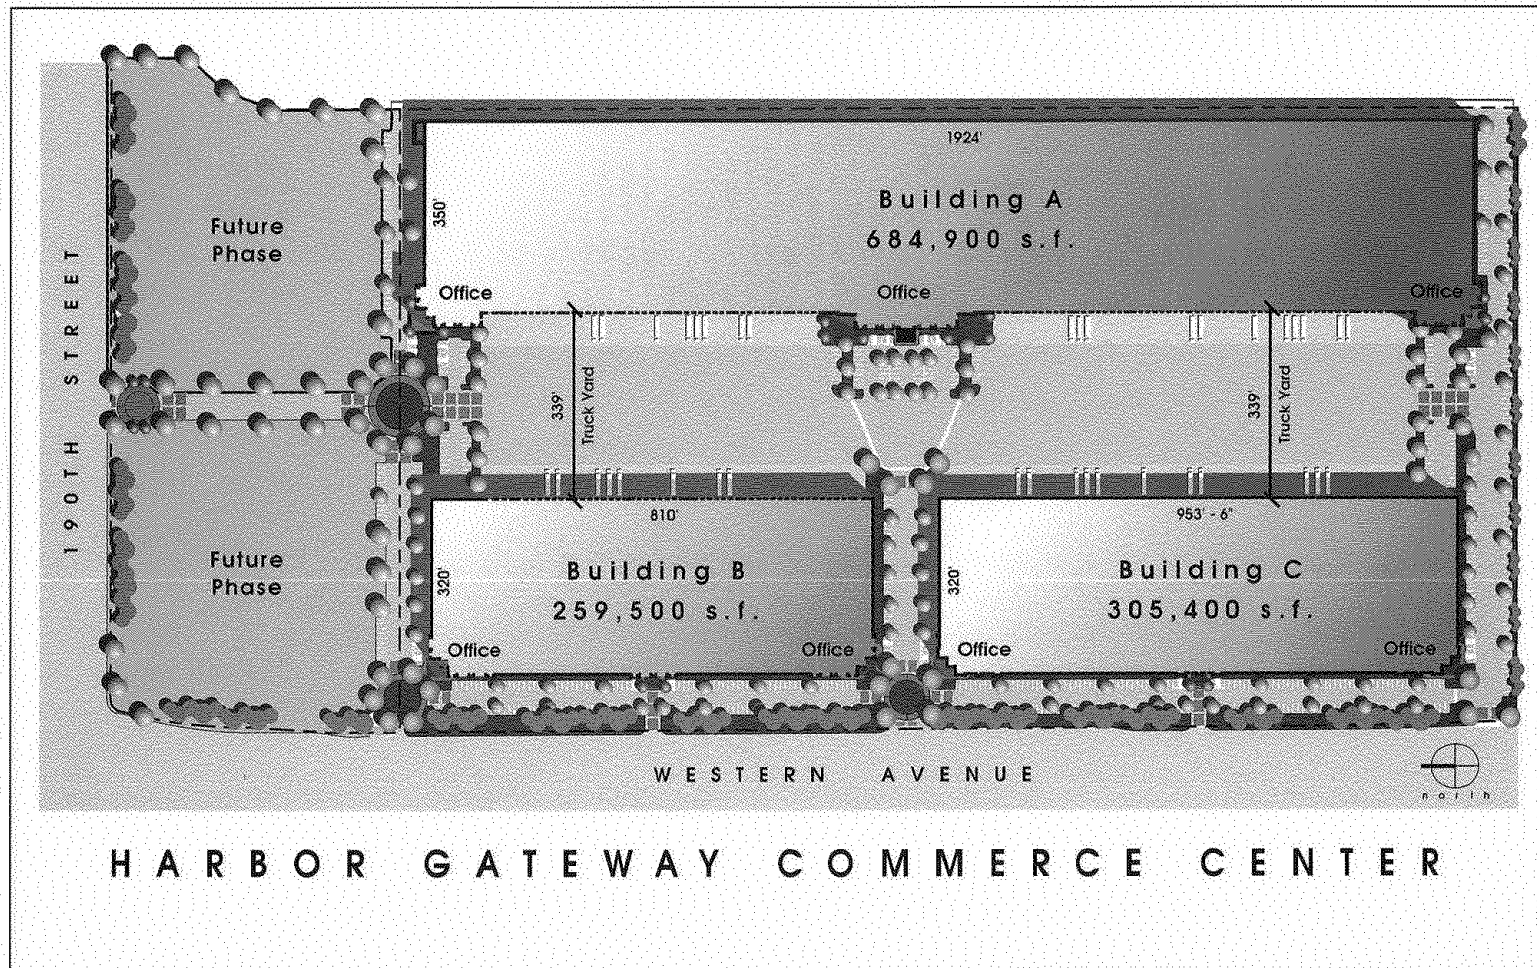 1924'
Building A
684,900 s.f.
350'
Future
Phase
Office
Office
Office
190TH STREET
339'
Truck Yard
339'
Truck Yard
810'
953' - 6"
Future
Phase
Building B
259,500 s.f.
320'
Building C
305,400 s.f.
320'
Office
Office
Office
Office
WESTERN AVENUE
north
HARBOR GATEWAY COMMERCE CENTER